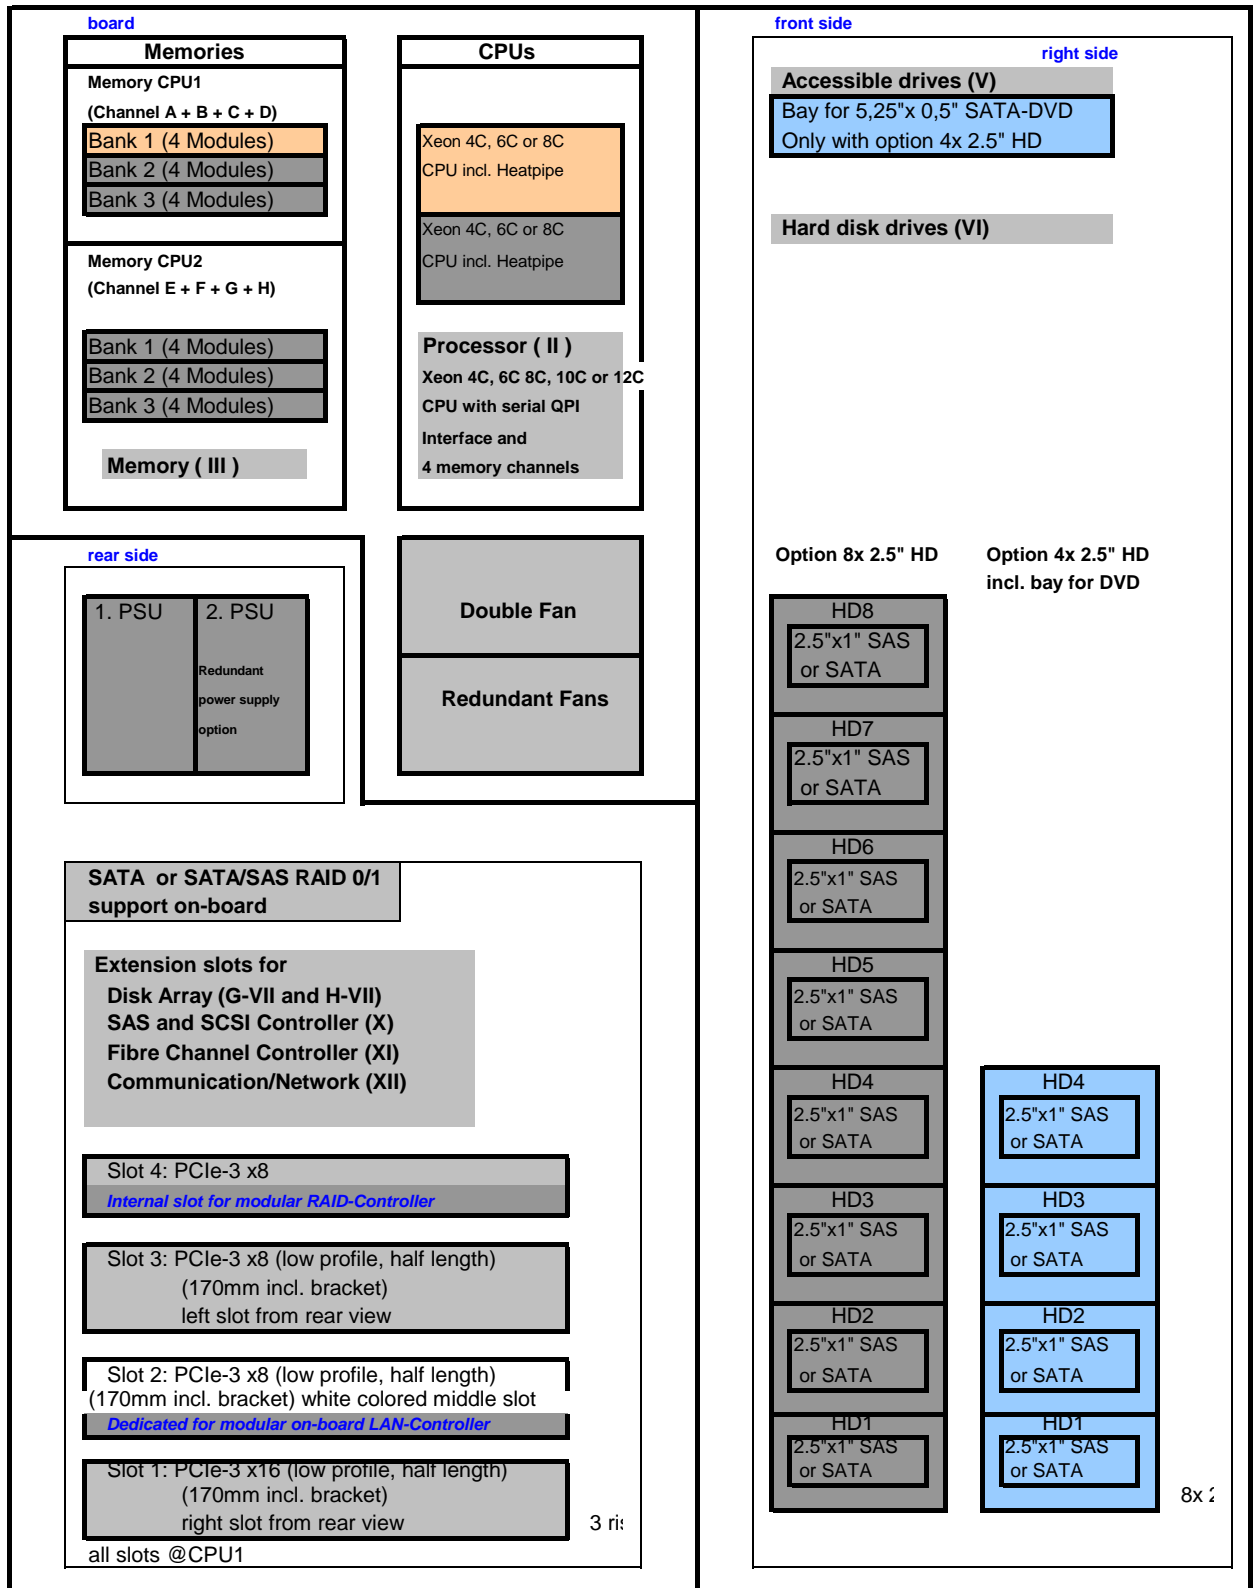 board
Memories
Memory CPU1
(Channel A + B + C + D)
Bank 1 (4 Modules)
Bank 2 (4 Modules)
Bank 3 (4 Modules)
Memory CPU2
(Channel E + F + G + H)
Bank 1 (4 Modules)
Bank 2 (4 Modules)
Bank 3 (4 Modules)
Memory ( III )
CPUs
Xeon 4C, 6C or 8C
CPU incl. Heatpipe
Xeon 4C, 6C or 8C
CPU incl. Heatpipe
Processor ( II )
Xeon 4C, 6C 8C, 10C or 12C
CPU with serial QPI
Interface and
4 memory channels
rear side
1. PSU
2. PSU
Redundant
power supply
option
Double Fan
Redundant Fans
SATA or SATA/SAS RAID 0/1
support on-board
Extension slots for
Disk Array (G-VII and H-VII)
SAS and SCSI Controller (X)
Fibre Channel Controller (XI)
Communication/Network (XII)
Slot 4: PCIe-3 x8
Internal slot for modular RAID-Controller
Slot 3: PCIe-3 x8 (low profile, half length)
(170mm incl. bracket)
left slot from rear view
Slot 2: PCIe-3 x8 (low profile, half length)
(170mm incl. bracket) white colored middle slot
Dedicated for modular on-board LAN-Controller
Slot 1: PCIe-3 x16 (low profile, half length)
(170mm incl. bracket)
right slot from rear view
3
all slots @CPU1
front side
right side
Accessible drives (V)
Bay for 5,25"x 0,5" SATA-DVD
Only with option 4x 2.5" HD
Hard disk drives (VI)
Option 8x 2.5" HD
HD8
2.5"x1" SAS
or SATA
HD7
2.5"x1" SAS
or SATA
HD6
2.5"x1" SAS
or SATA
HD5
2.5"x1" SAS
or SATA
HD4
2.5"x1" SAS
or SATA
HD3
2.5"x1" SAS
or SATA
HD2
2.5"x1" SAS
or SATA
HD1
2.5"x1" SAS
or SATA
Option 4x 2.5" HD
incl. bay for DVD
HD4
2.5"x1" SAS
or SATA
HD3
2.5"x1" SAS
or SATA
HD2
2.5"x1" SAS
or SATA
HD1
2.5"x1" SAS
or SATA
8x